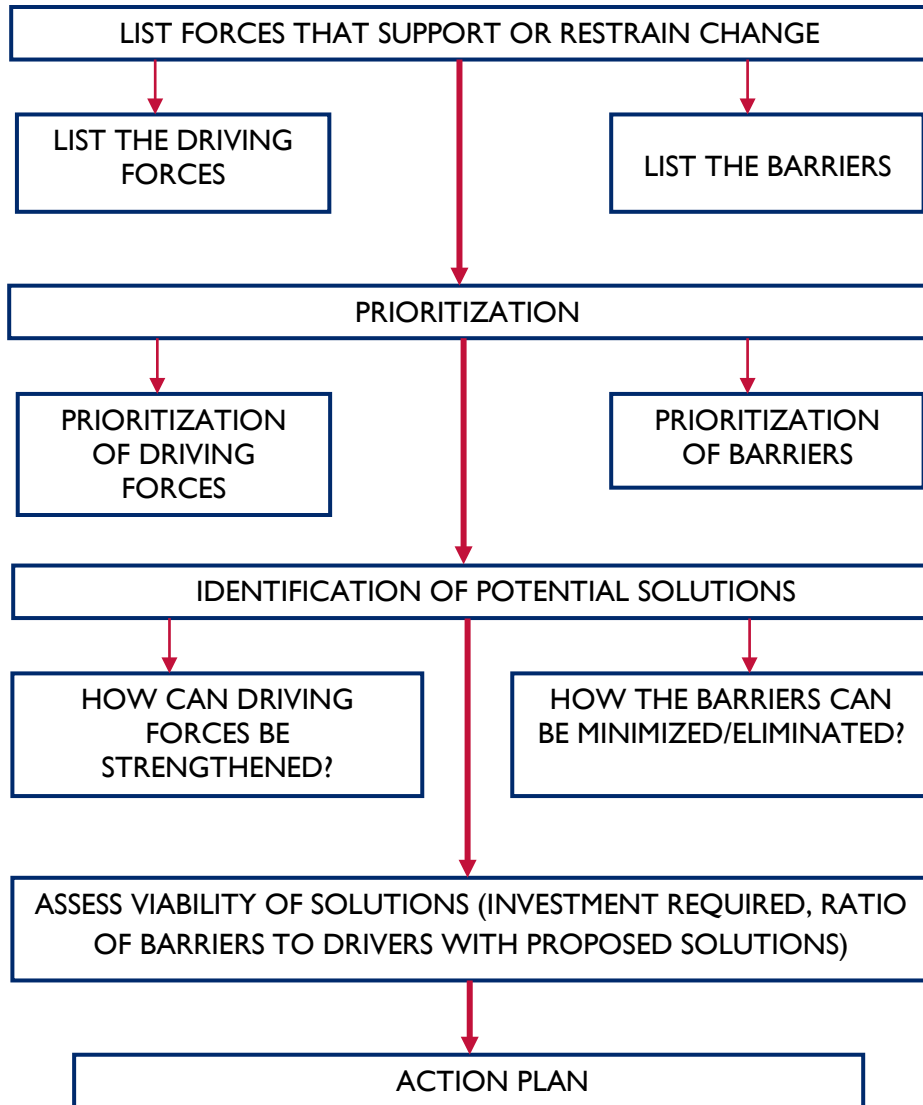 LIST FORCES THAT SUPPORT OR RESTRAIN CHANGE
LIST THE DRIVING
FORCES
LIST THE BARRIERS
PRIORITIZATION
PRIORITIZATION
OF DRIVING
FORCES
PRIORITIZATION
OF BARRIERS
IDENTIFICATION OF POTENTIAL SOLUTIONS
HOW CAN DRIVING
FORCES BE
STRENGTHENED?
HOW THE BARRIERS CAN
BE MINIMIZED/ELIMINATED?
ASSESS VIABILITY OF SOLUTIONS (INVESTMENT REQUIRED, RATIO
OF BARRIERS TO DRIVERS WITH PROPOSED SOLUTIONS)
ACTION PLAN